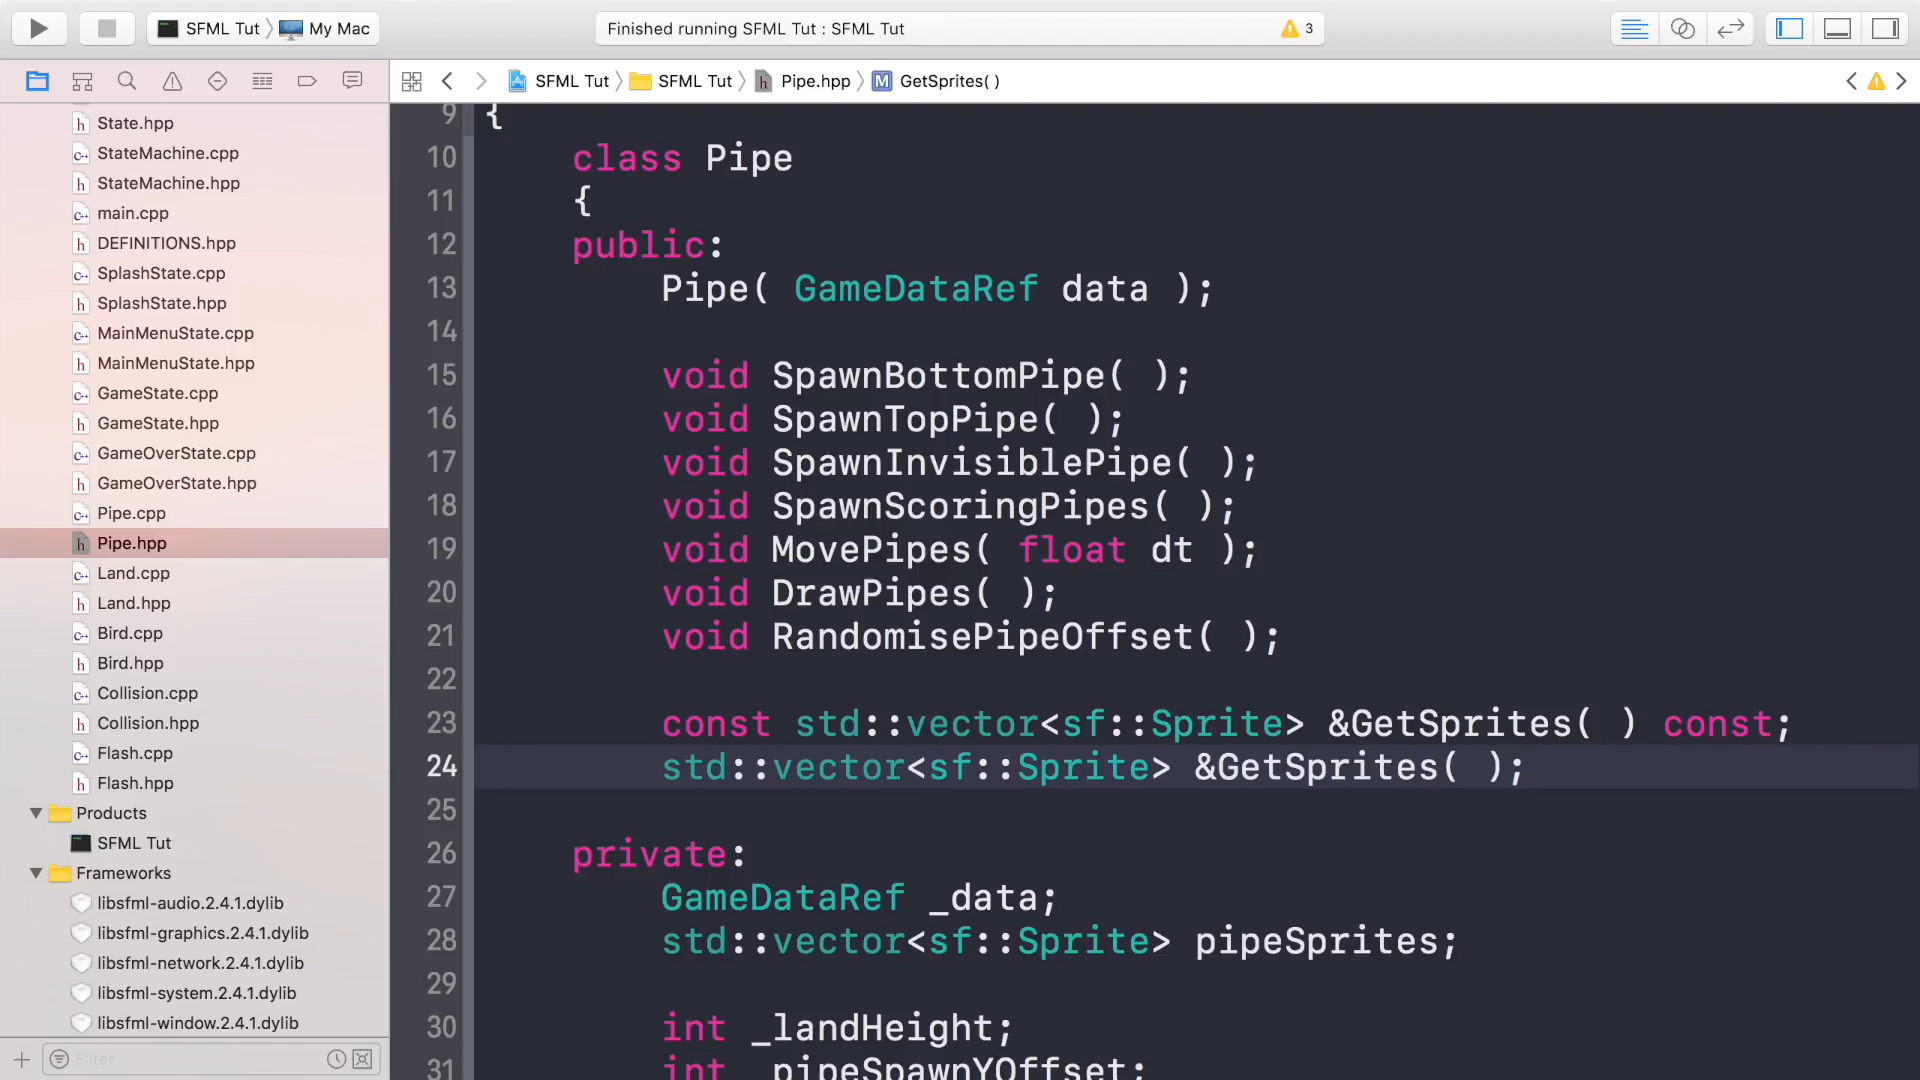 SFML Tut My Mac
Finished running SFML Tut : SFML Tut
3
SFML Tut SFML Tut Pipe.hpp M GetSprites( )
State.hpp
StateMachine.cpp
StateMachine.hpp
main.cpp
DEFINITIONS.hpp
SplashState.cpp
SplashState.hpp
MainMenuState.cpp
MainMenuState.hpp
GameState.cpp
GameState.hpp
GameOverState.cpp
GameOverState.hpp
Pipe.cpp
Pipe.hpp
Land.cpp
Land.hpp
Bird.cpp
Bird.hpp
Collision.cpp
Collision.hpp
Flash.cpp
Flash.hpp
Products
SFML Tut
Frameworks
libsfml-audio.2.4.1.dylib
libsfml-graphics.2.4.1.dylib
libsfml-network.2.4.1.dylib
libsfml-system.2.4.1.dylib
libsfml-window.2.4.1.dylib
Filter
9 {
10 class Pipe
11 {
12 public:
13 Pipe( GameDataRef data );
14
15 void SpawnBottomPipe( );
16 void SpawnTopPipe( );
17 void SpawnInvisiblePipe( );
18 void SpawnScoringPipes( );
19 void MovePipes( float dt );
20 void DrawPipes( );
21 void RandomisePipeOffset( );
22
23 const std::vector<sf::Sprite> &GetSprites( ) const;
24 std::vector<sf::Sprite> &GetSprites( );
25
26 private:
27 GameDataRef _data;
28 std::vector<sf::Sprite> pipeSprites;
29
30 int _landHeight;
31 int _pipeSpawnYOffset;